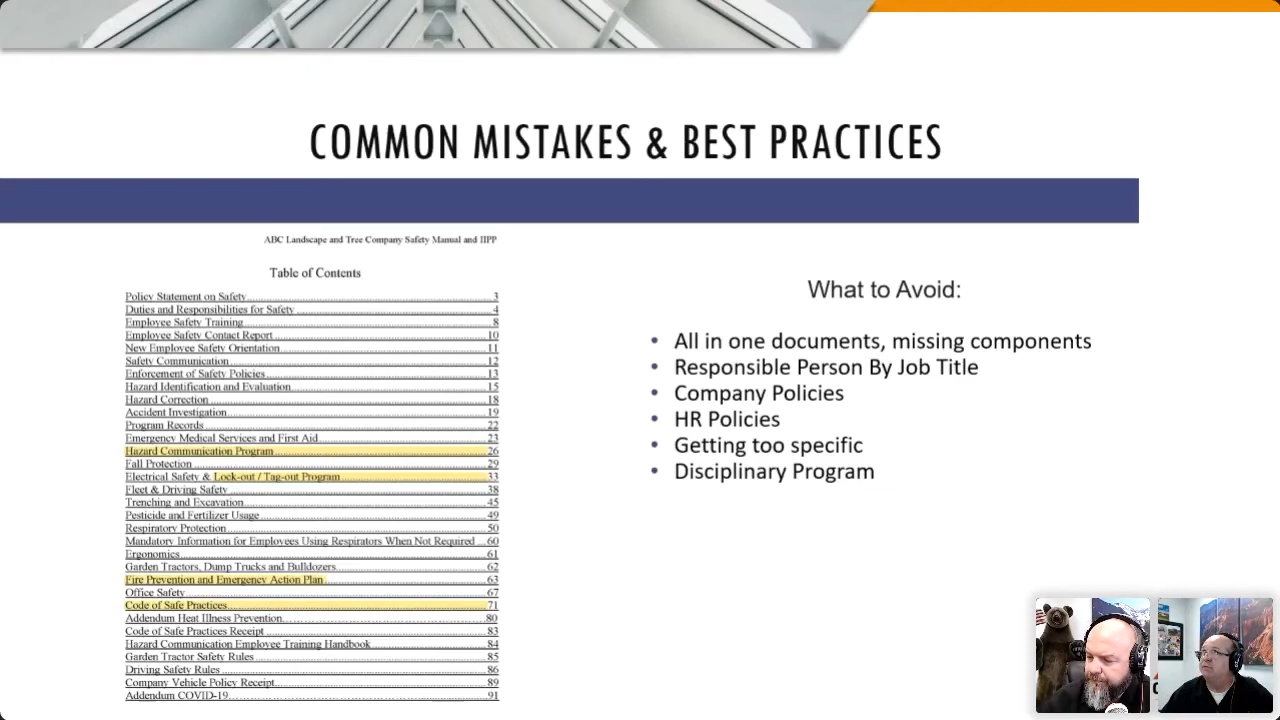 COMMON MISTAKES & BEST PRACTICES
ABC Landscape and Tree Company Safety Manual and IIPP
Table of Contents
Policy Statement on Safety 3
Duties and Responsibilities for Safety 4
Employee Safety Training 8
Employee Safety Contact Report 10
New Employee Safety Orientation 11
Safety Communication 12
Enforcement of Safety Policies 13
Hazard Identification and Evaluation 15
Hazard Correction 18
Accident Investigation 19
Program Records 22
Emergency Medical Services and First Aid 23
Hazard Communication Program 26
Fall Protection 29
Electrical Safety & Lock-out / Tag-out Program 33
Fleet & Driving Safety 38
Trenching and Excavation 45
Pesticide and Fertilizer Usage 49
Respiratory Protection 50
Mandatory Information for Employees Using Respirators When Not Required 60
Ergonomics 61
Garden Tractors, Dump Trucks and Bulldozers 62
Fire Prevention and Emergency Action Plan 63
Office Safety 67
Code of Safe Practices 71
Addendum Heat Illness Prevention 80
Code of Safe Practices Receipt 83
Hazard Communication Employee Training Handbook 84
Garden Tractor Safety Rules 85
Driving Safety Rules 86
Company Vehicle Policy Receipt 89
Addendum COVID-19 91
What to Avoid:
• All in one documents, missing components
• Responsible Person By Job Title
• Company Policies
• HR Policies
• Getting too specific
• Disciplinary Program